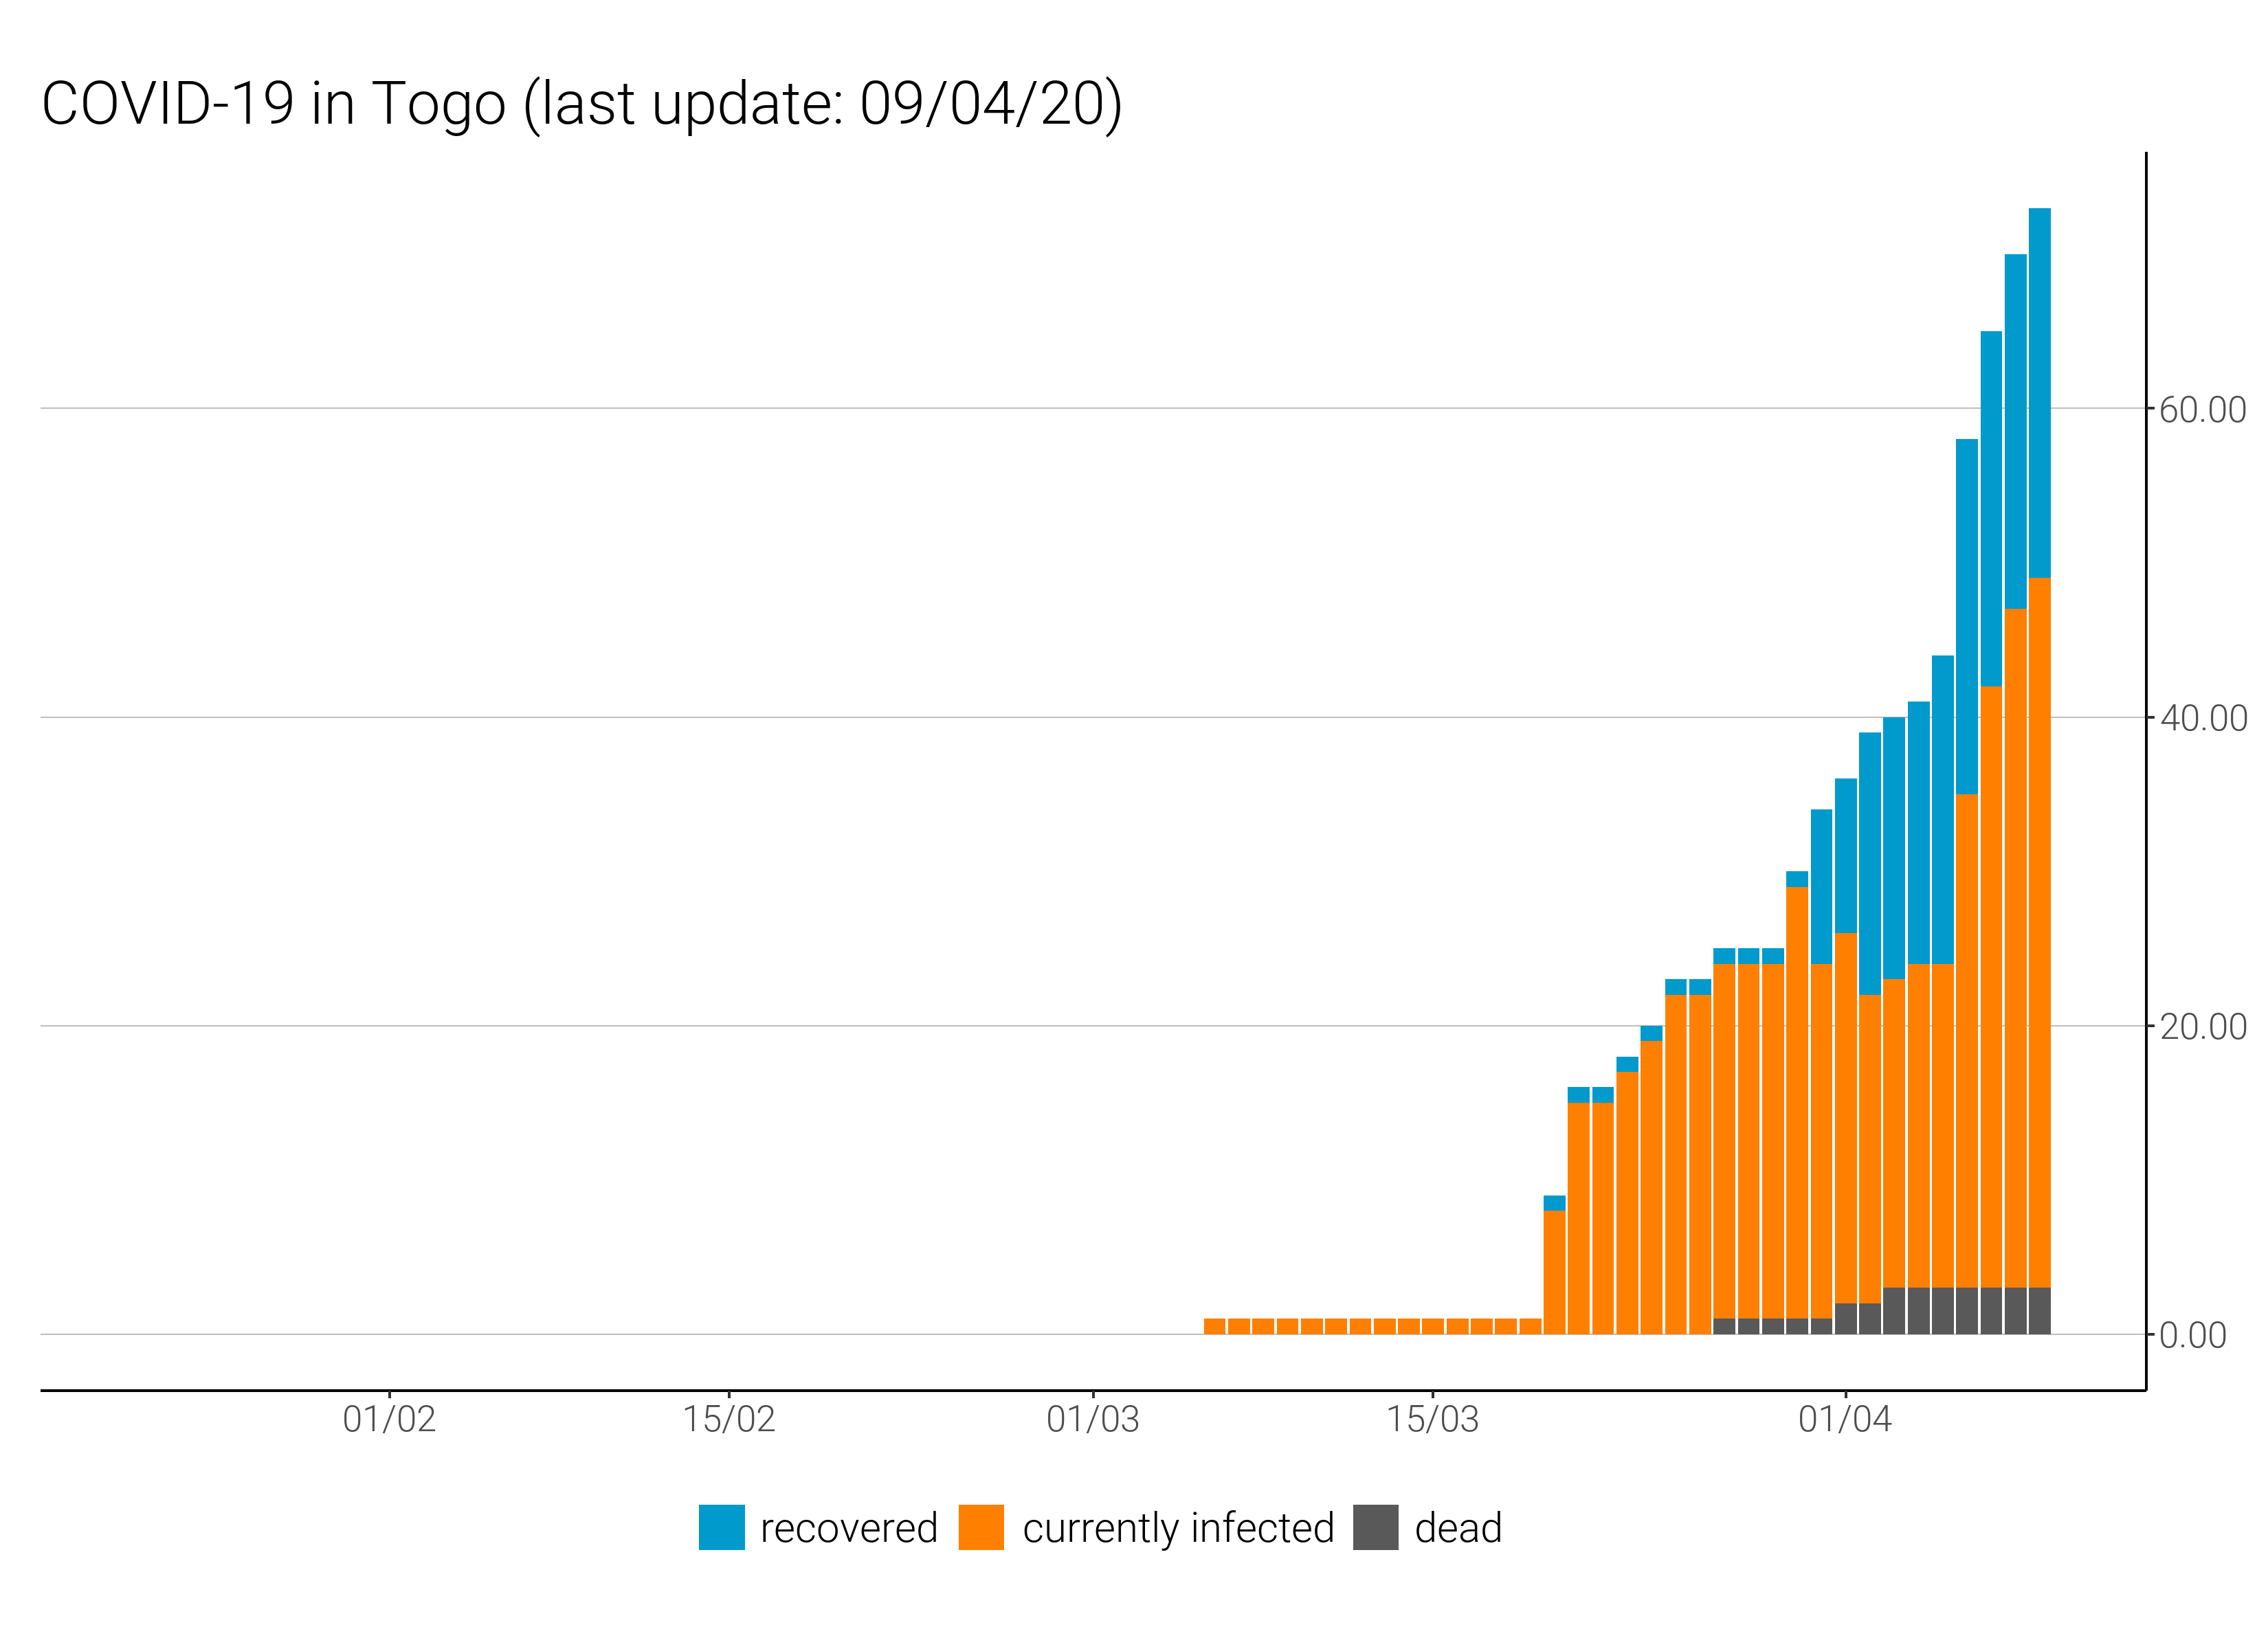 COVID-19 in Togo (last update: 09/04/20)
60.00
40.00
20.00
0.00
01/02 15/02 01/03 15/03 01/04
recovered currently infected dead